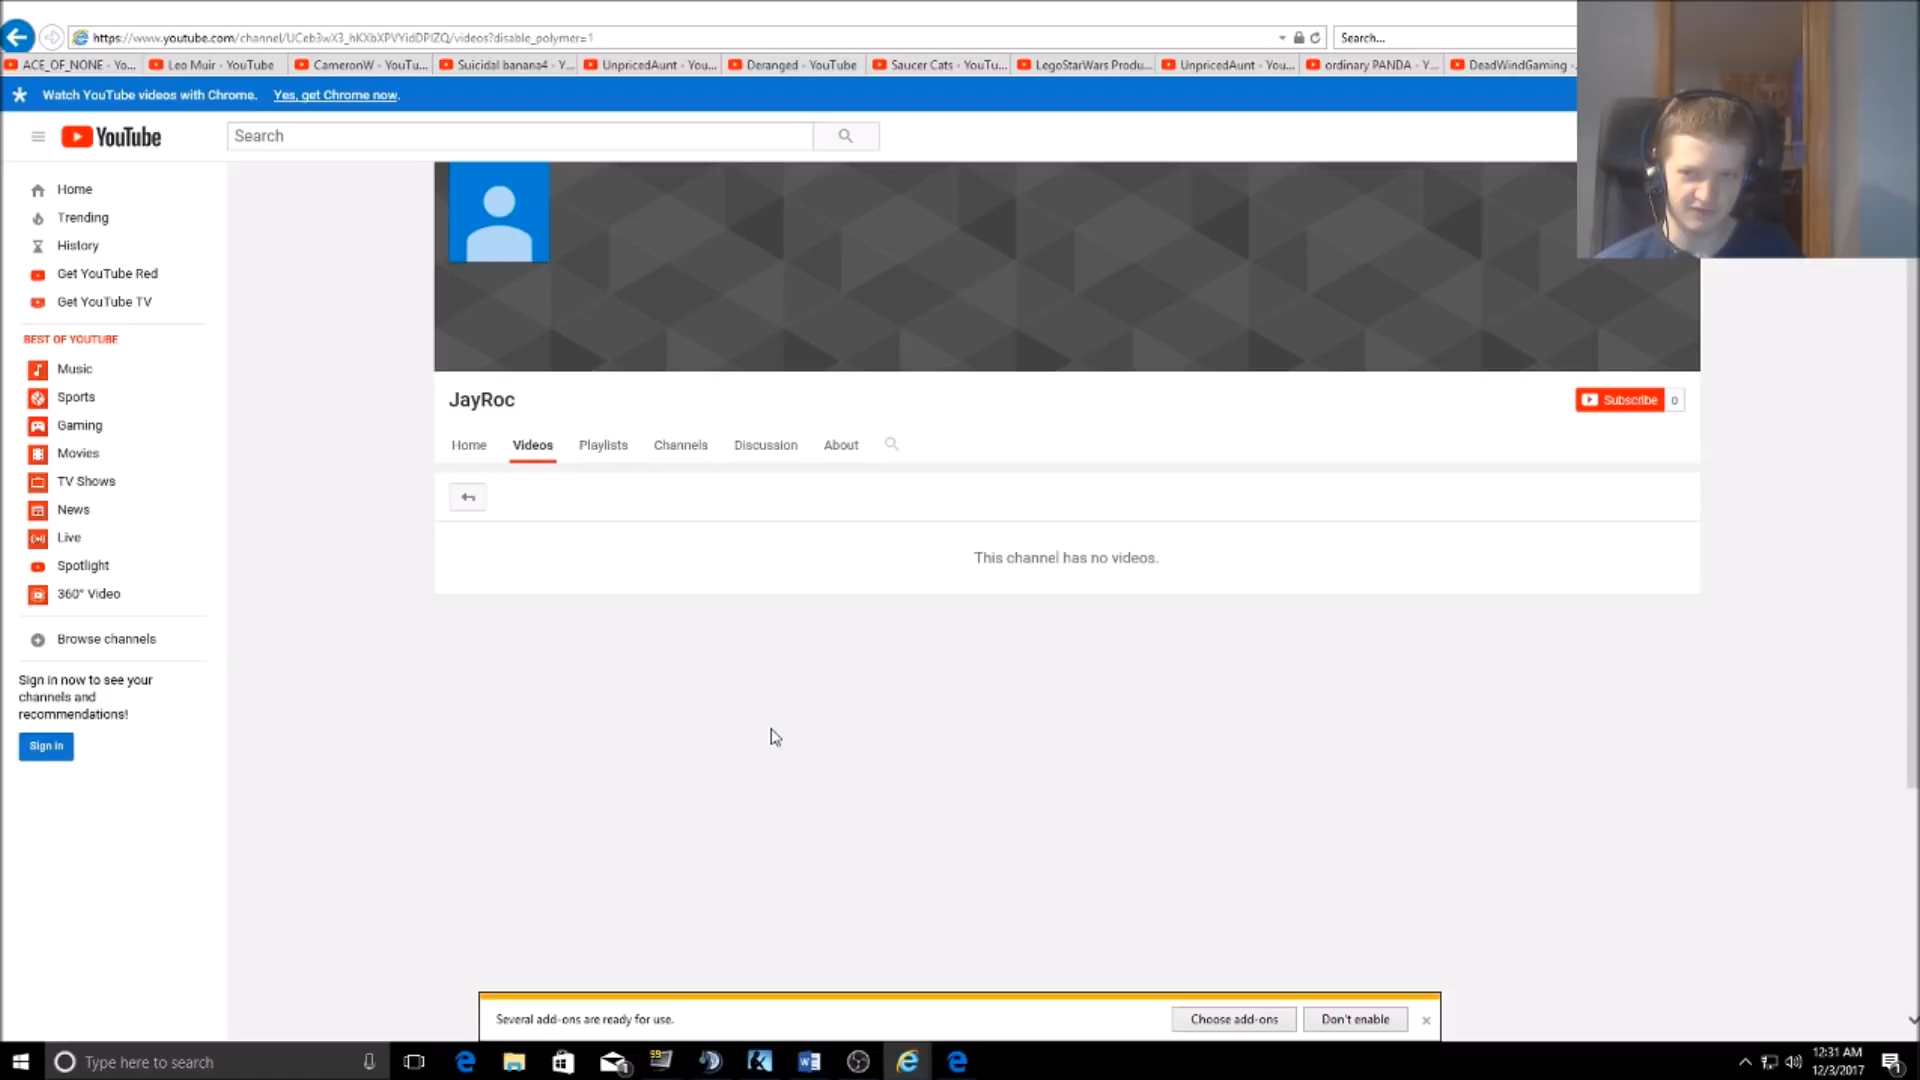 https://www.youtube.com/channel/UCeb3wX3_hKXbXPVYidDPIZQ/videos?disable_polymer=1
Search...
ACE_OF_NONE - Yo...
Leo Muir - YouTube
CameronW - YouTu...
Suicidal banana4 - Y...
UnpricedAunt - You...
Deranged - YouTube
Saucer Cats - YouTu...
LegoStarWars Produ...
UnpricedAunt - You...
ordinary PANDA - Y...
DeadWindGaming -
Watch YouTube videos with Chrome. Yes, get Chrome now.
YouTube
Search
Home
Trending
History
Get YouTube Red
Get YouTube TV
BEST OF YOUTUBE
Music
Sports
Gaming
Movies
TV Shows
News
Live
Spotlight
360° Video
Browse channels
Sign in now to see your
channels and
recommendations!
Sign in
JayRoc
Subscribe 0
Home Videos Playlists Channels Discussion About
This channel has no videos.
Several add-ons are ready for use.
Choose add-ons
Don't enable
Type here to search
12:31 AM
12/3/2017